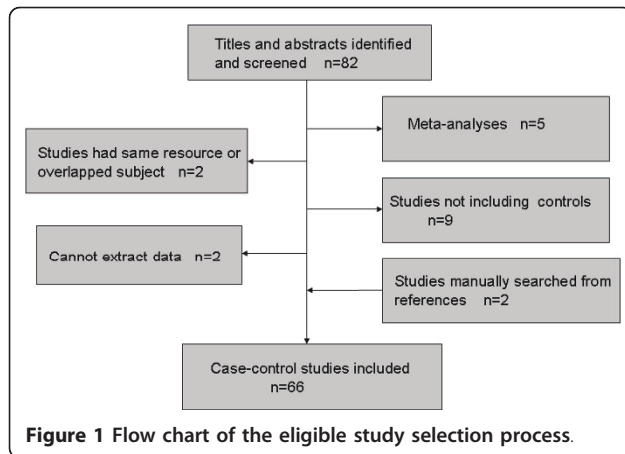 Titles and abstracts identified
and screened n=82
Meta-analyses n=5
Studies had same resource or
overlapped subject n=2
Studies not including controls
n=9
Cannot extract data n=2
Studies manually searched from
references n=2
Case-control studies included
n=66
Figure 1 Flow chart of the eligible study selection process.